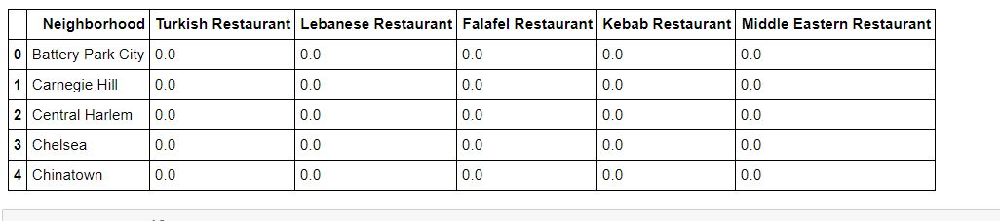 Neighborhood Turkish Restaurant Lebanese Restaurant Falafel Restaurant Kebab Restaurant Middle Eastern Restaurant
0 Battery Park City 0.0 0.0 0.0 0.0 0.0
1 Carnegie Hill 0.0 0.0 0.0 0.0 0.0
2 Central Harlem 0.0 0.0 0.0 0.0 0.0
3 Chelsea 0.0 0.0 0.0 0.0 0.0
4 Chinatown 0.0 0.0 0.0 0.0 0.0